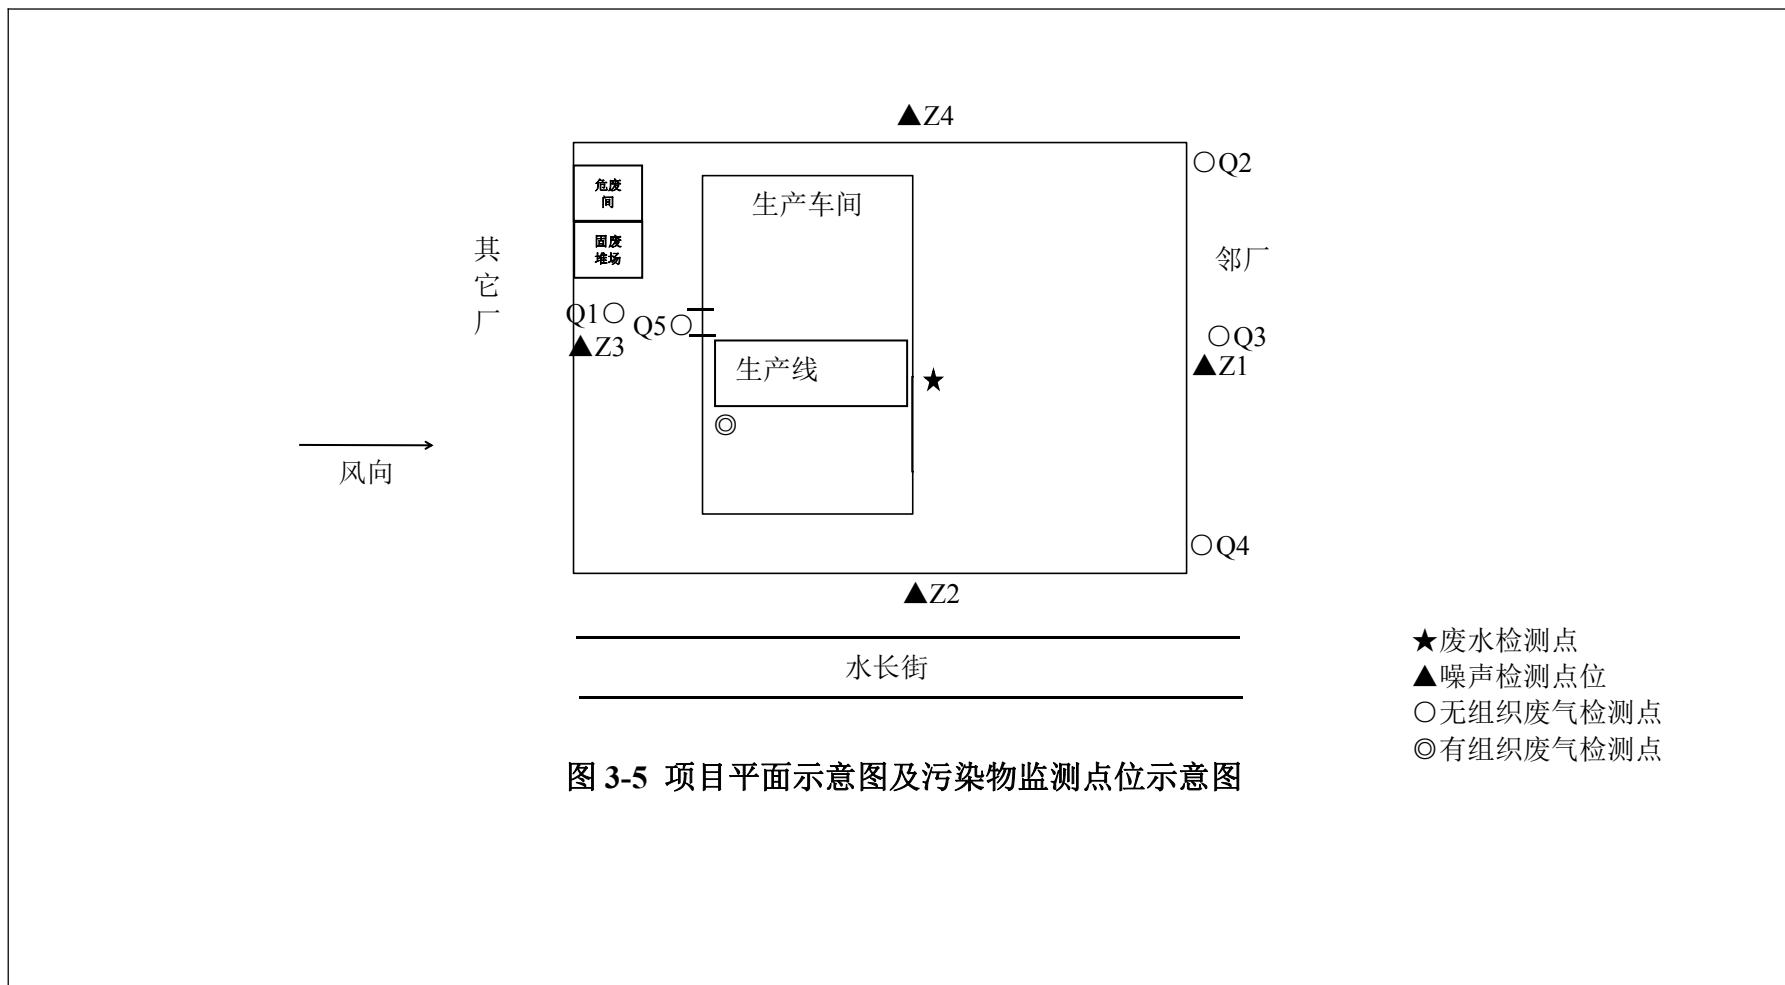 ▲Z4
○Q2
危废
间
生产车间
固废
堆场
其
它
厂
邻厂
Q1○
Q5○
▲Z3
○Q3
▲Z1
生产线
★
◎
风向
○Q4
▲Z2
水长街
★废水检测点
▲噪声检测点位
○无组织废气检测点
◎有组织废气检测点
图 3-5 项目平面示意图及污染物监测点位示意图